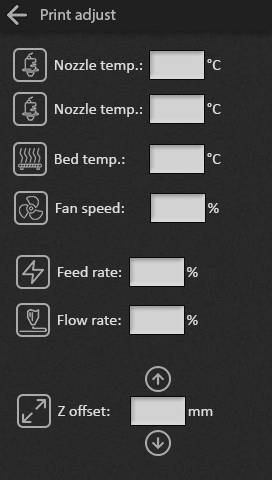 Print adjust
Nozzle temp.: °C
Nozzle temp.: °C
Bed temp.: °C
Fan speed: %
Feed rate: %
Flow rate: %
Z offset: mm